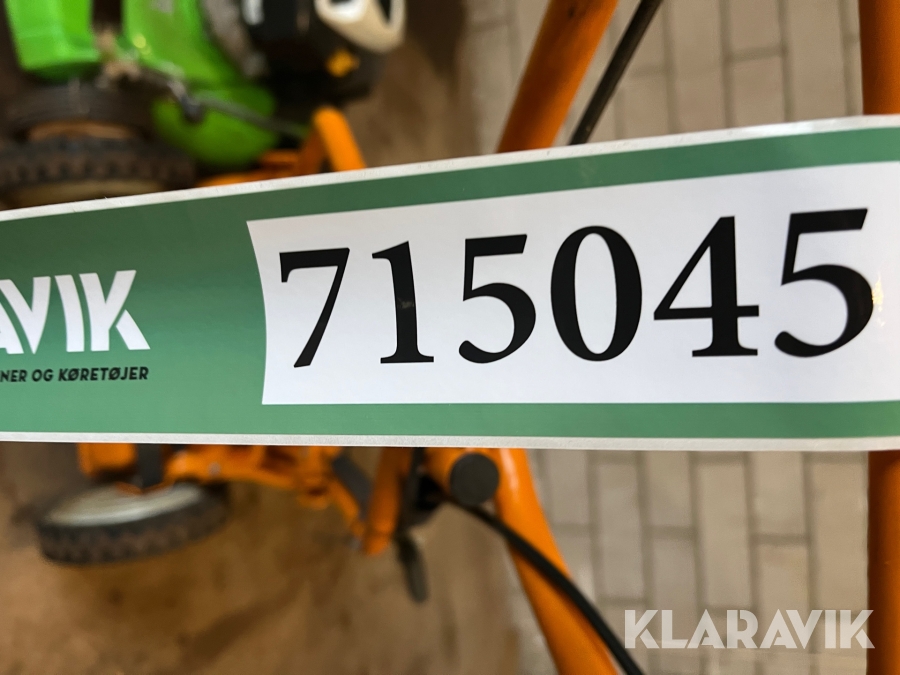 715045
AVIK
NER OG KØRETØJER
KLARAVIK